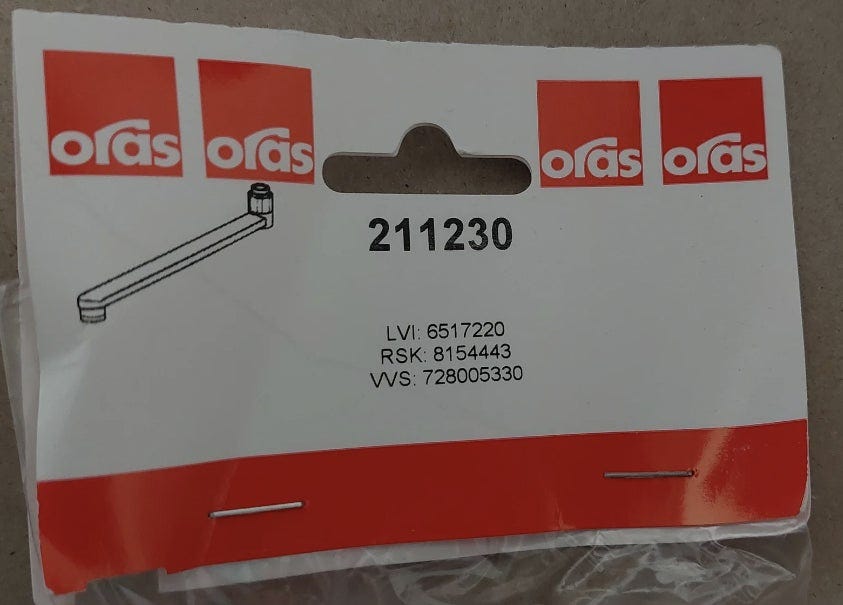 oras oras oras oras
211230
LVI: 6517220
RSK: 8154443
VVS: 728005330